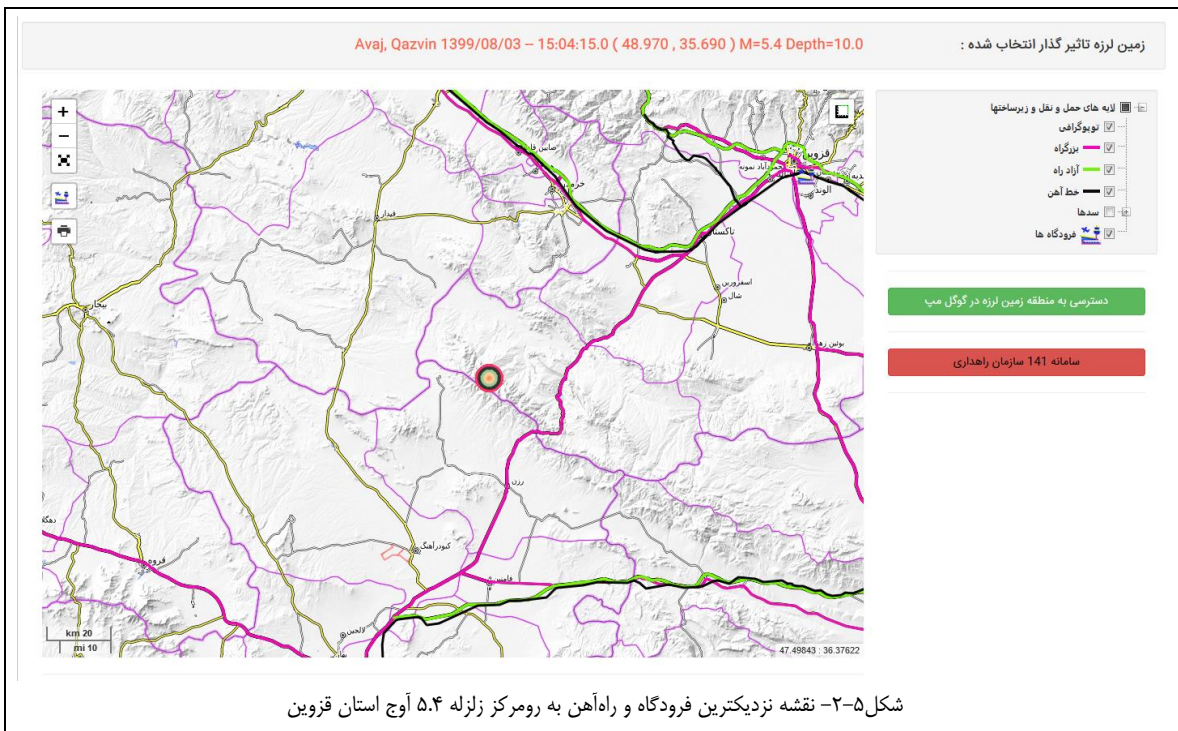 زمین لرزه تاثیر گذار انتخاب شده :
Avaj, Qazvin 1399/08/03 – 15:04:15.0 ( 48.970 , 35.690 ) M=5.4 Depth=10.0
لایه های حمل و نقل و زیرساختها
توپوگرافی
بزرگراه
آزاد راه
خط آهن
سدها
فرودگاه ها
دسترسی به منطقه زمین لرزه در گوگل مپ
سامانه 141 سازمان راهداری
+
−
صایین قلعه
قزوین
الوند
قیدار
تاکستان
اسفرورین
شال
بیجار
رزن
کبودرآهنگ
قروه
فامنین
لالجین
km 20
mi 10
47.49843 : 36.37622
شکل۵-۲- نقشه نزدیکترین فرودگاه و راه‌آهن به رومرکز زلزله ۵.۴ آوج استان قزوین